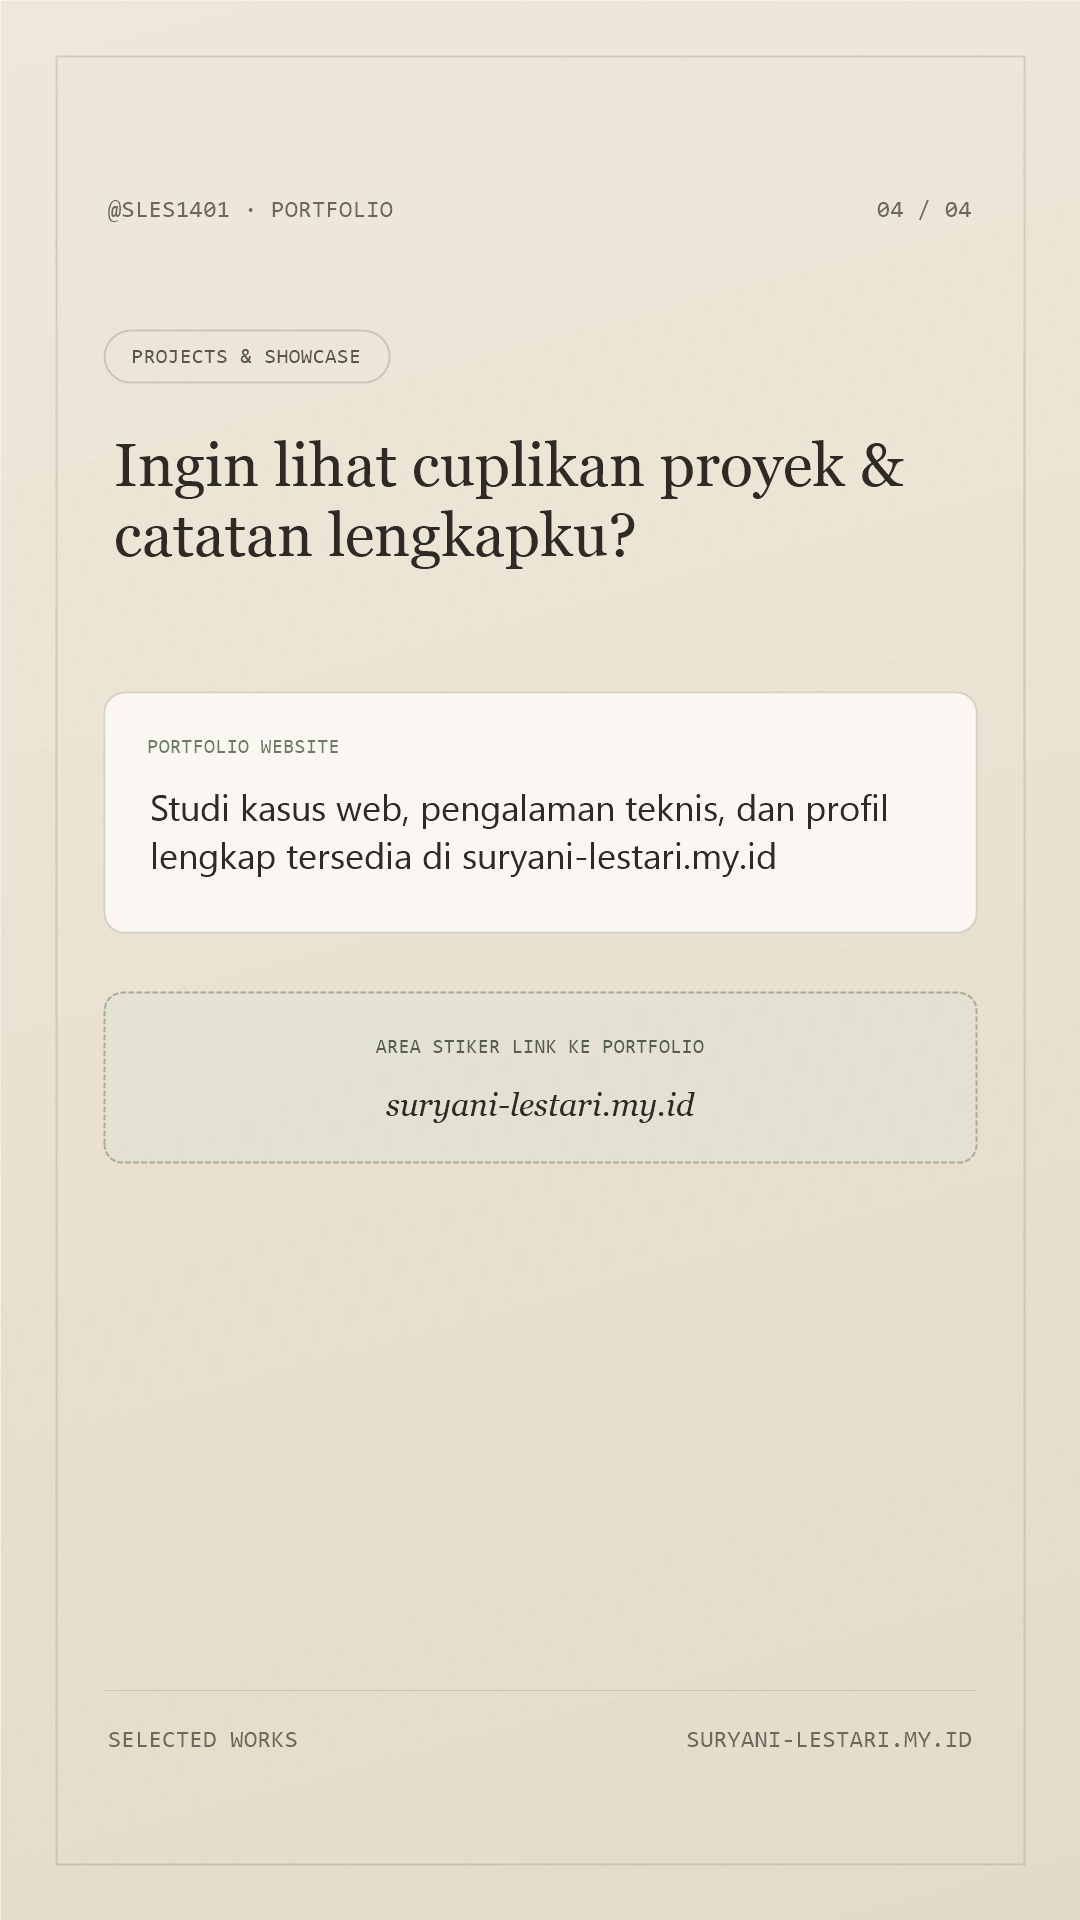 @SLES1401 · PORTFOLIO
04 / 04
PROJECTS & SHOWCASE
Ingin lihat cuplikan proyek &
catatan lengkapku?
PORTFOLIO WEBSITE
Studi kasus web, pengalaman teknis, dan profil
lengkap tersedia di suryani-lestari.my.id
AREA STIKER LINK KE PORTFOLIO
suryani-lestari.my.id
SELECTED WORKS
SURYANI-LESTARI.MY.ID